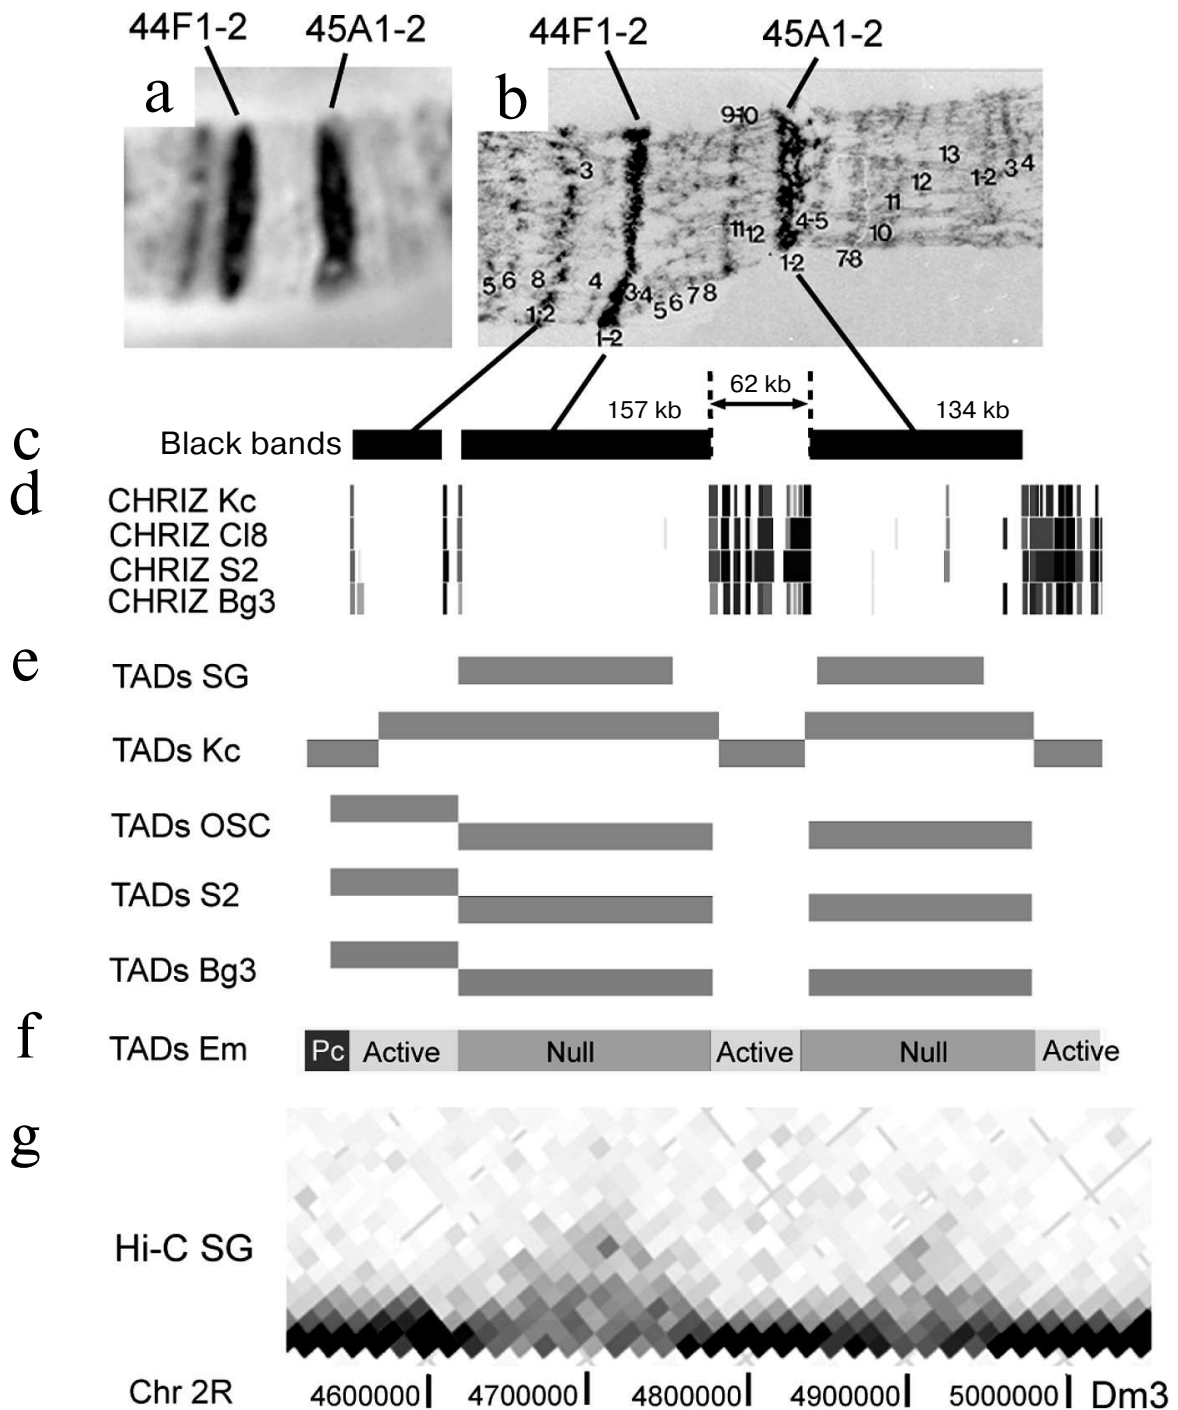 44F1-2 45A1-2 44F1-2 45A1-2
a b
9-10
3 13 3 4
12 1-2
11
4-5
11 12 10
1-2 7-8
5 6 8 4 3-4 7 8
5 6
1-2
1-2
62 kb
157 kb 134 kb
c Black bands
d
CHRIZ Kc
CHRIZ Cl8
CHRIZ S2
CHRIZ Bg3
e
TADs SG
TADs Kc
TADs OSC
TADs S2
TADs Bg3
f
TADs Em Pc Active Null Active Null Active
g
Hi-C SG
Chr 2R 4600000 4700000 4800000 4900000 5000000 Dm3